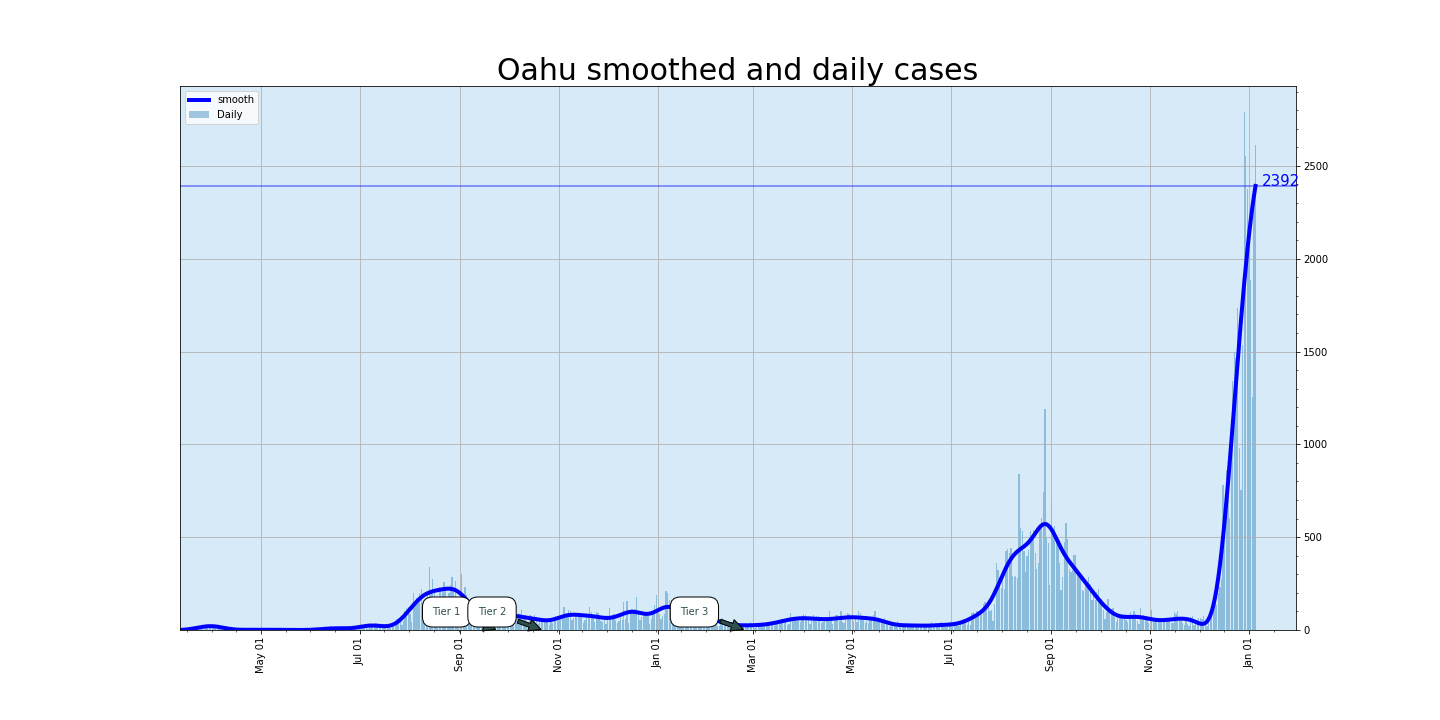 Oahu smoothed and daily cases
smooth
Daily
2392
2500
2000
1500
1000
500
0
Tier 1
Tier 2
Tier 3
May 01
Jul 01
Sep 01
Nov 01
Jan 01
Mar 01
May 01
Jul 01
Sep 01
Nov 01
Jan 01